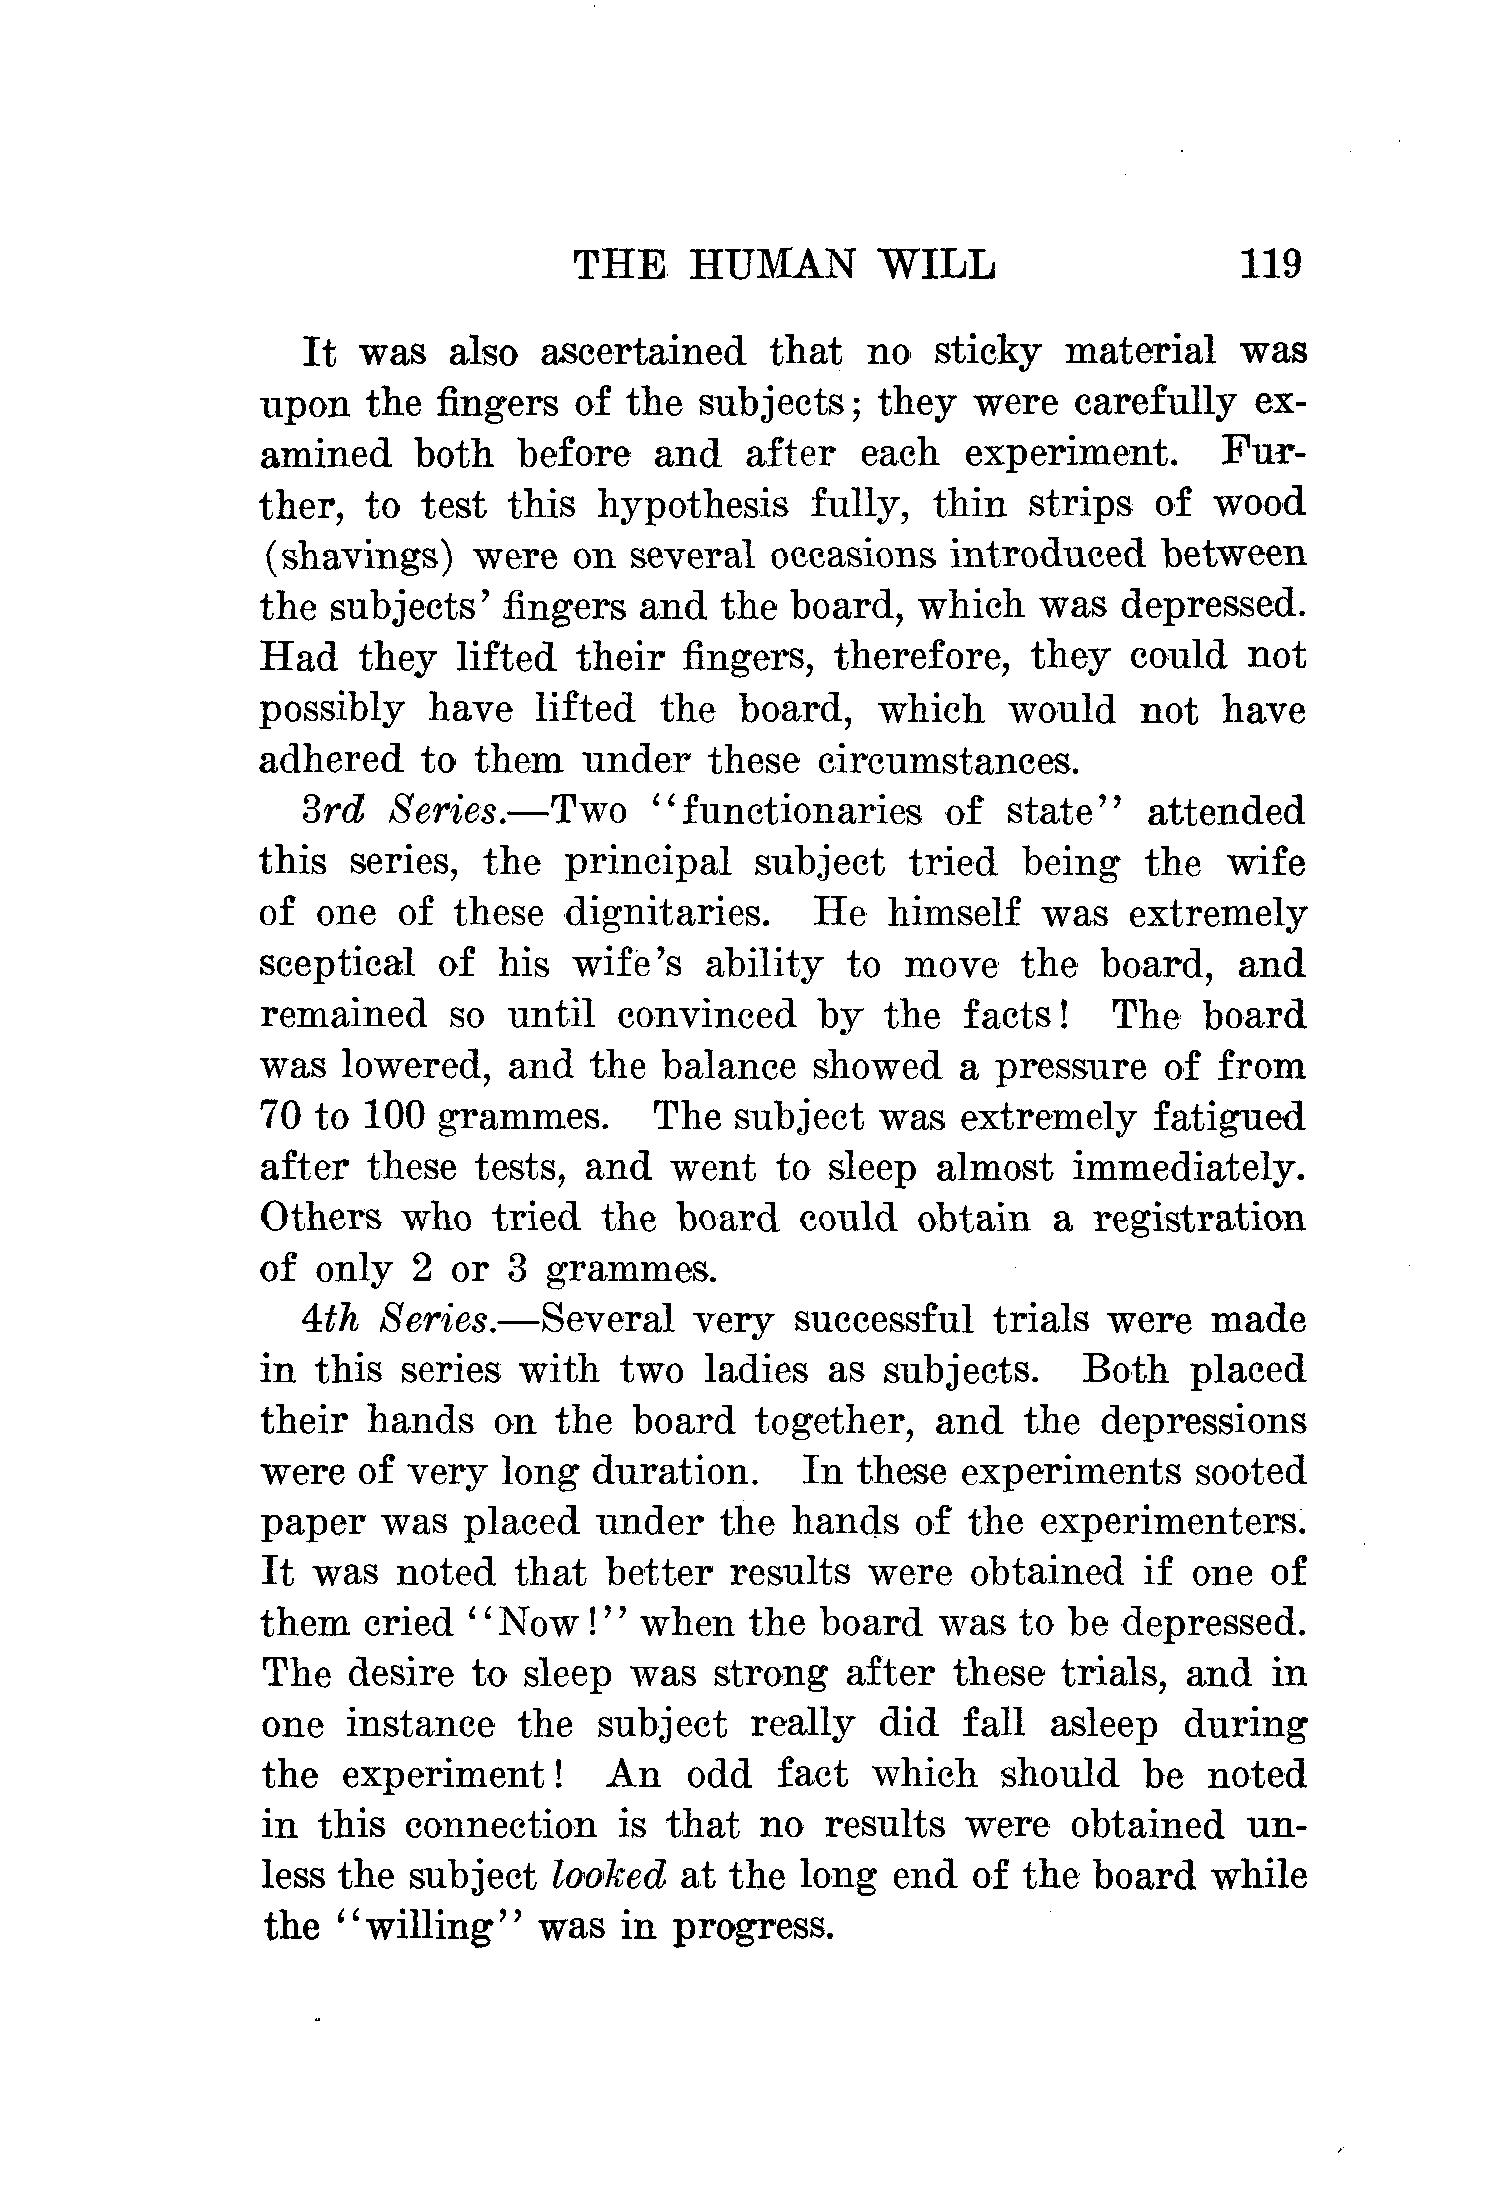 THE HUMAN WILL 119
It was also ascertained that no sticky material was
upon the fingers of the subjects; they were carefully ex-
amined both before and after each experiment. Fur-
ther, to test this hypothesis fully, thin strips of wood
(shavings) were on several occasions introduced between
the subjects' fingers and the board, which was depressed.
Had they lifted their fingers, therefore, they could not
possibly have lifted the board, which would not have
adhered to them under these circumstances.
3rd Series.—Two "functionaries of state" attended
this series, the principal subject tried being the wife
of one of these dignitaries. He himself was extremely
sceptical of his wife's ability to move the board, and
remained so until convinced by the facts! The board
was lowered, and the balance showed a pressure of from
70 to 100 grammes. The subject was extremely fatigued
after these tests, and went to sleep almost immediately.
Others who tried the board could obtain a registration
of only 2 or 3 grammes.
4th Series.—Several very successful trials were made
in this series with two ladies as subjects. Both placed
their hands on the board together, and the depressions
were of very long duration. In these experiments sooted
paper was placed under the hands of the experimenters.
It was noted that better results were obtained if one of
them cried "Now!" when the board was to be depressed.
The desire to sleep was strong after these trials, and in
one instance the subject really did fall asleep during
the experiment! An odd fact which should be noted
in this connection is that no results were obtained un-
less the subject looked at the long end of the board while
the "willing" was in progress.